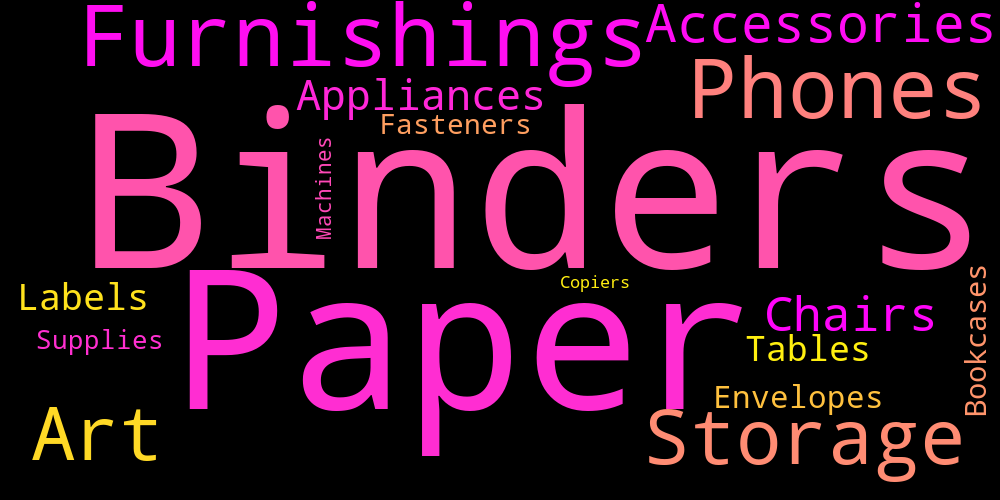 Furnishings
Accessories
Phones
Appliances
Fasteners
Binders
Machines
Paper
Copiers
Labels
Supplies
Chairs
Tables
Bookcases
Envelopes
Art
Storage